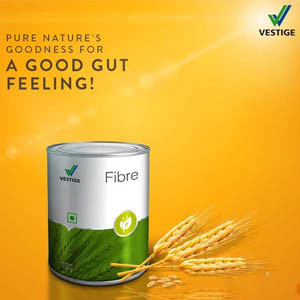 VESTIGE
PURE NATURE'S
GOODNESS FOR
A GOOD GUT
FEELING!
VESTIGE
Fibre